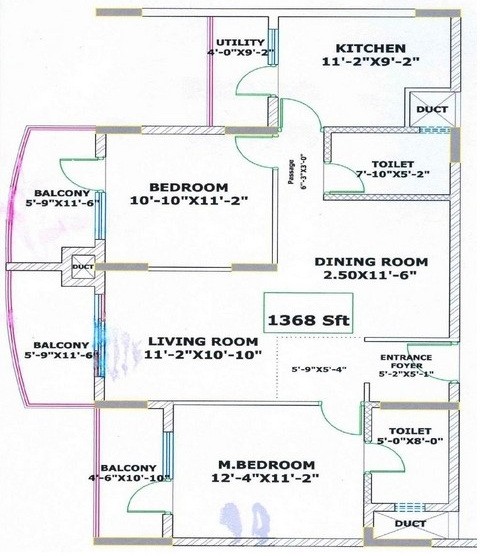 UTILITY
4'-0"X9'-2"
KITCHEN
11'-2"X9'-2"
DUCT
TOILET
7'-10"X5'-2"
Passage
6'-3"X3'-0"
BALCONY
5'-9"X11'-6"
BEDROOM
10'-10"X11'-2"
DUCT
DINING ROOM
2.50X11'-6"
1368 Sft
BALCONY
5'-9"X11'-6"
LIVING ROOM
11'-2"X10'-10"
5'-9"X5'-4"
ENTRANCE
FOYER
5'-2"X5'-1"
TOILET
5'-0"X8'-0"
BALCONY
4'-6"X10'-10"
M.BEDROOM
12'-4"X11'-2"
DUCT